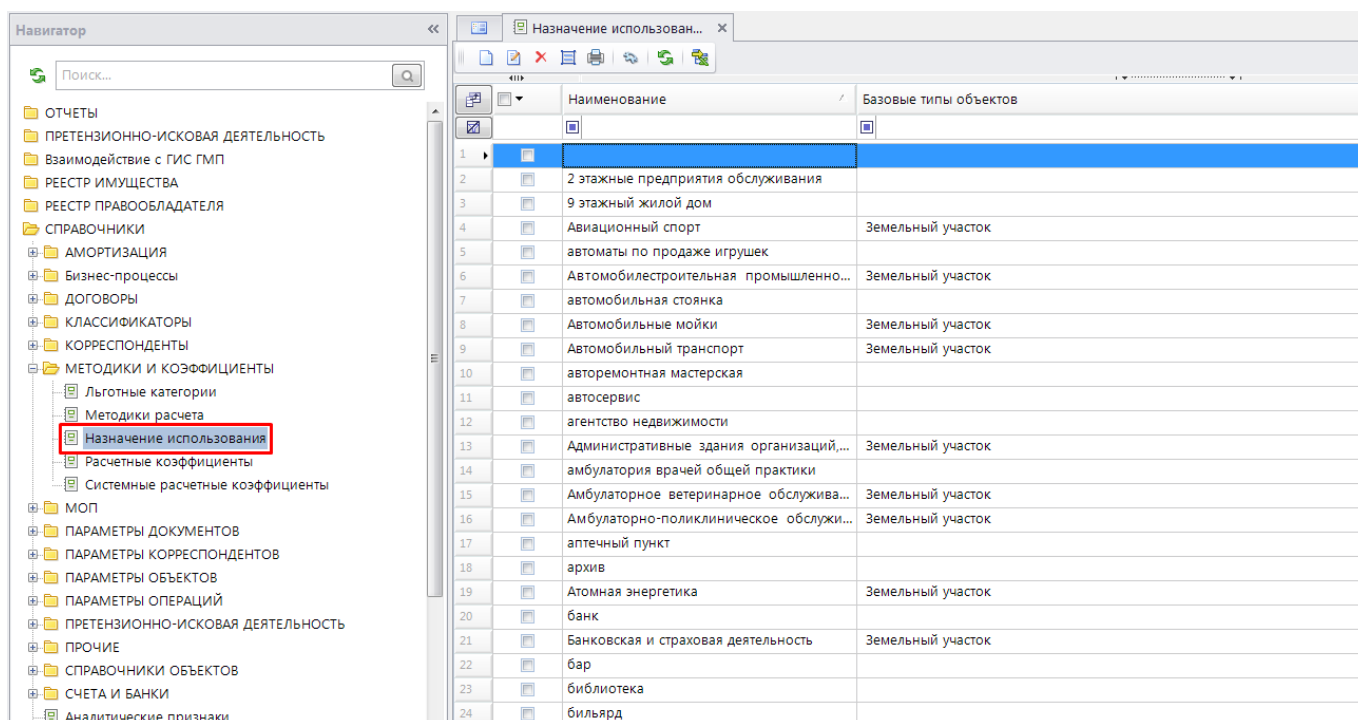 Навигатор
Поиск...
ОТЧЕТЫ
ПРЕТЕНЗИОННО-ИСКОВАЯ ДЕЯТЕЛЬНОСТЬ
Взаимодействие с ГИС ГМП
РЕЕСТР ИМУЩЕСТВА
РЕЕСТР ПРАВООБЛАДАТЕЛЯ
СПРАВОЧНИКИ
АМОРТИЗАЦИЯ
Бизнес-процессы
ДОГОВОРЫ
КЛАССИФИКАТОРЫ
КОРРЕСПОНДЕНТЫ
МЕТОДИКИ И КОЭФФИЦИЕНТЫ
Льготные категории
Методики расчета
Назначение использования
Расчетные коэффициенты
Системные расчетные коэффициенты
МОП
ПАРАМЕТРЫ ДОКУМЕНТОВ
ПАРАМЕТРЫ КОРРЕСПОНДЕНТОВ
ПАРАМЕТРЫ ОБЪЕКТОВ
ПАРАМЕТРЫ ОПЕРАЦИЙ
ПРЕТЕНЗИОННО-ИСКОВАЯ ДЕЯТЕЛЬНОСТЬ
ПРОЧИЕ
СПРАВОЧНИКИ ОБЪЕКТОВ
СЧЕТА И БАНКИ
Аналитические признаки
Назначение использован...
Наименование Базовые типы объектов
1
2 2 этажные предприятия обслуживания
3 9 этажный жилой дом
4 Авиационный спорт Земельный участок
5 автоматы по продаже игрушек
6 Автомобилестроительная промышленно... Земельный участок
7 автомобильная стоянка
8 Автомобильные мойки Земельный участок
9 Автомобильный транспорт Земельный участок
10 авторемонтная мастерская
11 автосервис
12 агентство недвижимости
13 Административные здания организаций,... Земельный участок
14 амбулатория врачей общей практики
15 Амбулаторное ветеринарное обслужива... Земельный участок
16 Амбулаторно-поликлиническое обслужи... Земельный участок
17 аптечный пункт
18 архив
19 Атомная энергетика Земельный участок
20 банк
21 Банковская и страховая деятельность Земельный участок
22 бар
23 библиотека
24 бильярд